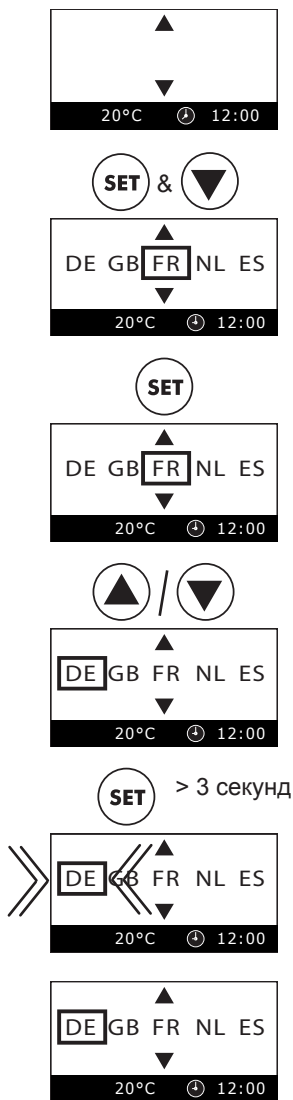 20°C 12:00
SET &
DE GB FR NL ES
20°C 12:00
SET
DE GB FR NL ES
20°C 12:00
/
DE GB FR NL ES
20°C 12:00
SET > 3 секунд
DE GB FR NL ES
20°C 12:00
DE GB FR NL ES
20°C 12:00